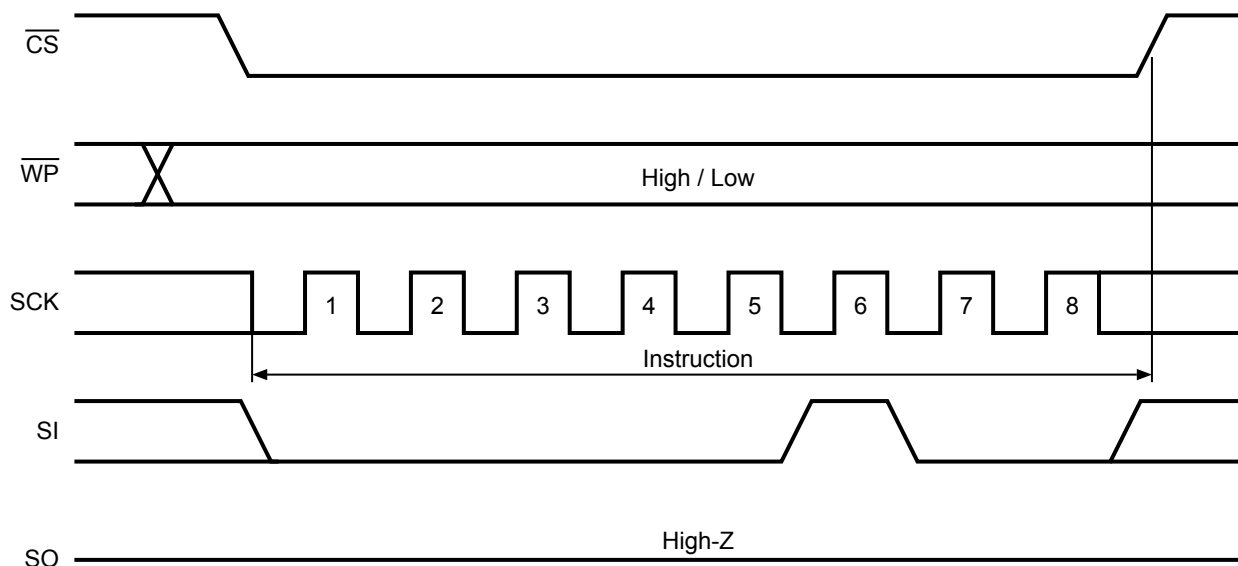 CS
WP
High / Low
SCK
1 2 3 4 5 6 7 8
Instruction
SI
High-Z
SO